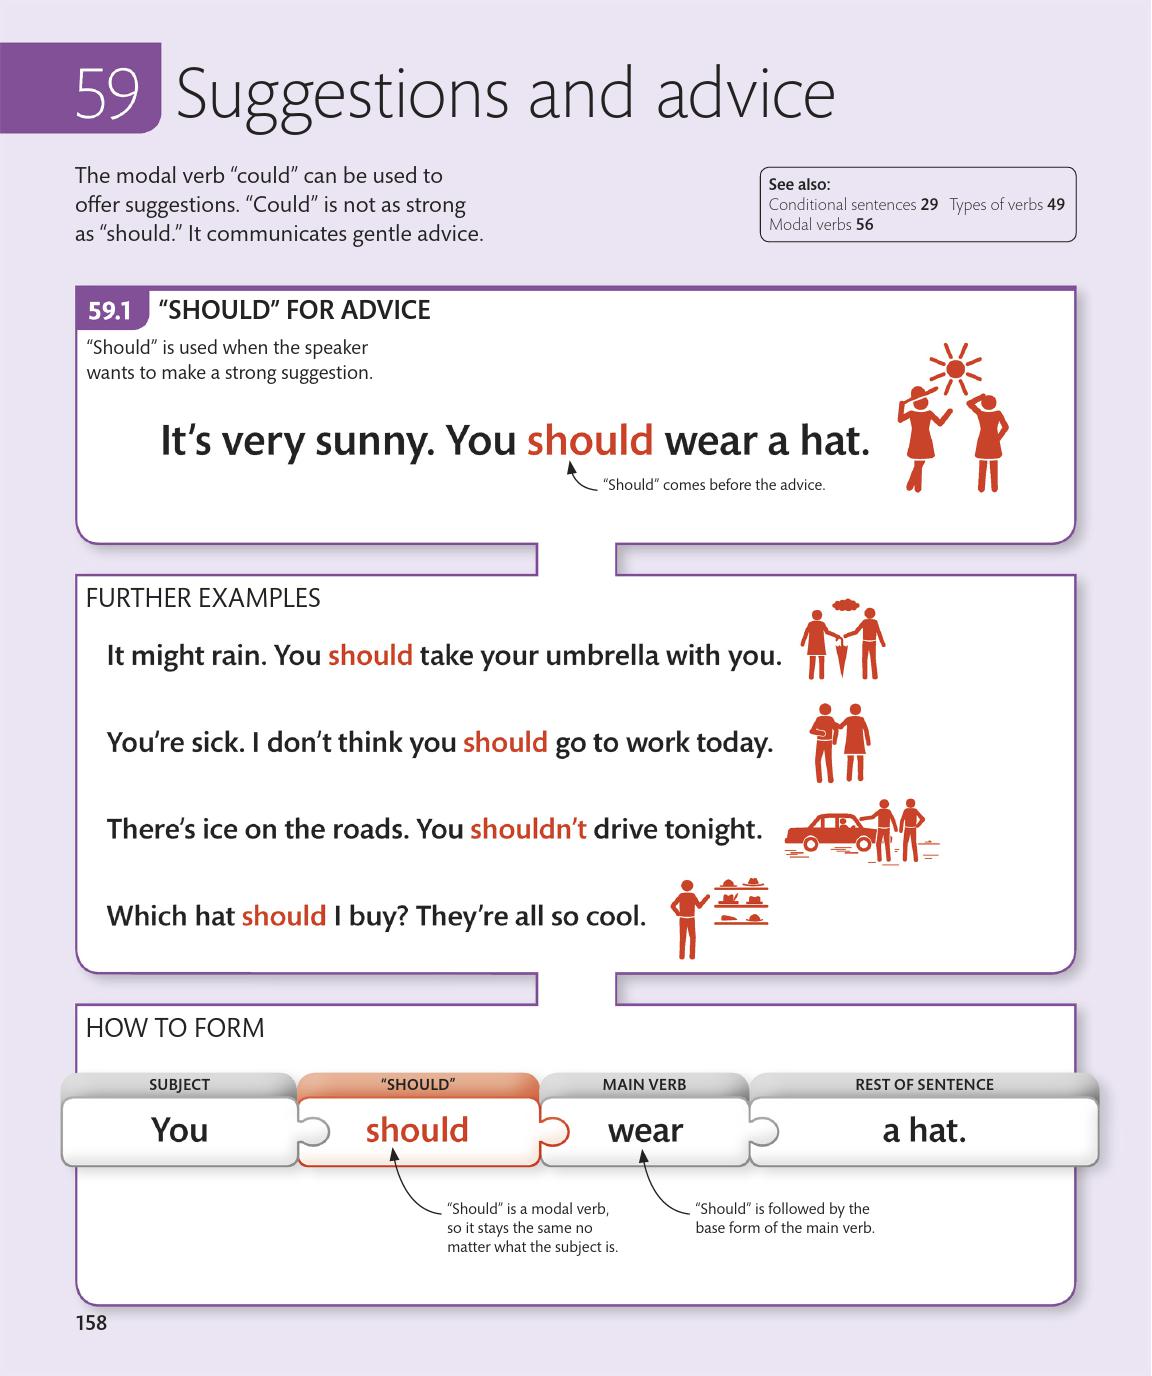 59 Suggestions and advice
The modal verb “could” can be used to
offer suggestions. “Could” is not as strong
as “should.” It communicates gentle advice.
See also:
Conditional sentences 29 Types of verbs 49
Modal verbs 56
59.1 “SHOULD” FOR ADVICE
“Should” is used when the speaker
wants to make a strong suggestion.
It’s very sunny. You should wear a hat.
“Should” comes before the advice.
FURTHER EXAMPLES
It might rain. You should take your umbrella with you.
You’re sick. I don’t think you should go to work today.
There’s ice on the roads. You shouldn’t drive tonight.
Which hat should I buy? They’re all so cool.
HOW TO FORM
SUBJECT “SHOULD” MAIN VERB REST OF SENTENCE
You should wear a hat.
“Should” is a modal verb,
so it stays the same no
matter what the subject is.
“Should” is followed by the
base form of the main verb.
158